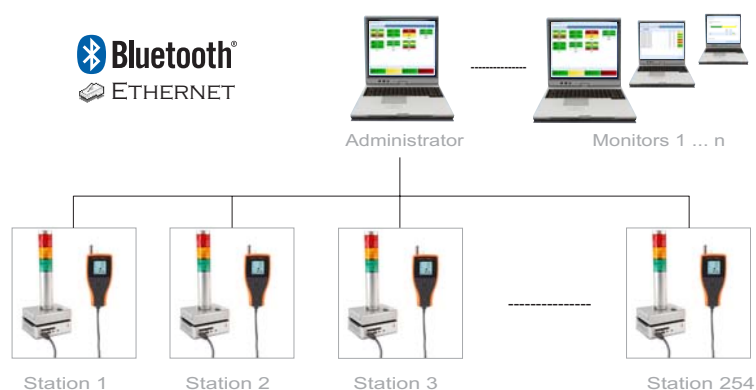 Bluetooth®
ETHERNET
Administrator
Monitors 1 ... n
Station 1
Station 2
Station 3
Station 254